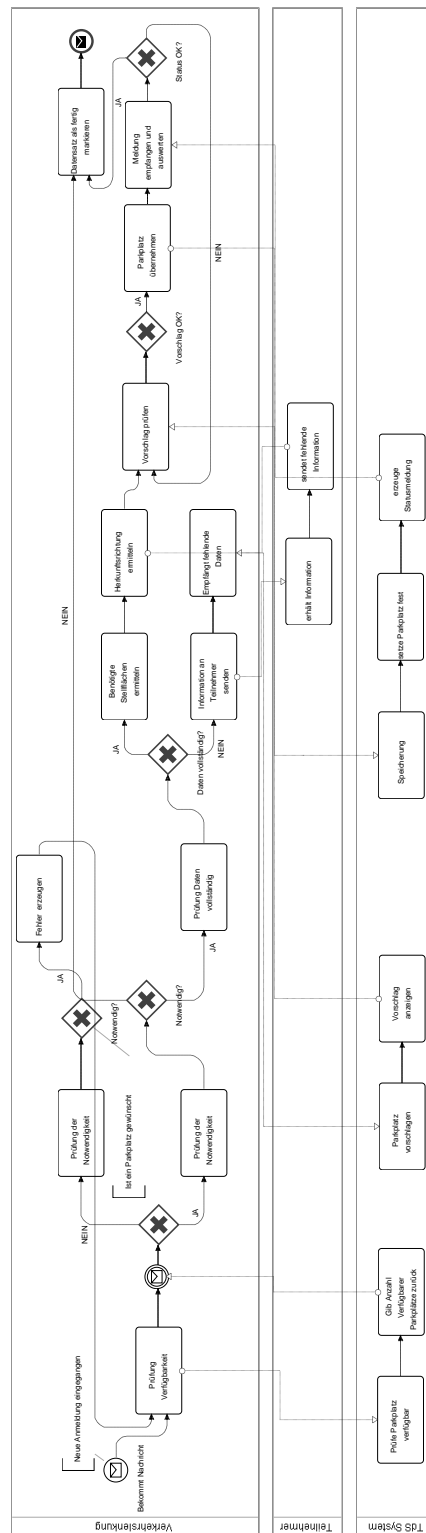 Verkehrslenkung
Neue Anmeldung eingegangen
Bekommt Nachricht
Prüfung
Verfügbarkeit
NEIN
JA
Prüfung der
Notwendigkeit
Ist ein Parkplatz gewünscht
Prüfung der
Notwendigkeit
Notwendig?
JA
Fehler erzeugen
Notwendig?
JA
NEIN
Prüfung Daten
vollständig
Daten vollständig?
JA
NEIN
Benötigte
Stellflächen
ermitteln
Information an
Teilnehmer
senden
Herkunftsrichtung
ermitteln
Empfängt fehlende
Daten
Vorschlag prüfen
Vorschlag OK?
JA
Parkplatz
übernehmen
NEIN
Meldung
empfangen und
auswerten
Status OK?
JA
Datensatz als fertig
markieren
Teilnehmer
erhält Information
sendet fehlende
Information
TdS System
Prüfe Parkplatz
verfügbar
Gib Anzahl
Verfügbarer
Parkplätze zurück
Parkplatz
vorschlagen
Vorschlag
anzeigen
Speicherung
setze Parkplatz fest
erzeuge
Statusmeldung